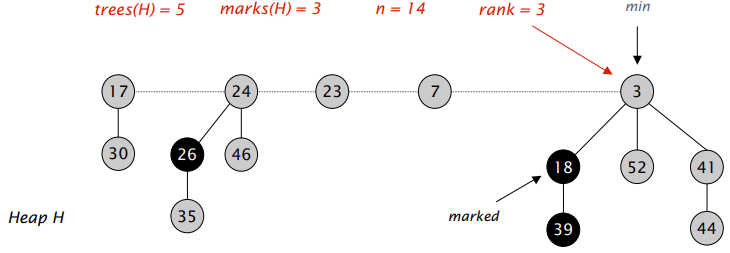 trees(H) = 5 marks(H) = 3 n = 14 rank = 3 min
17 24 23 7 3
30 26 46 18 52 41
35 39 44
Heap H marked